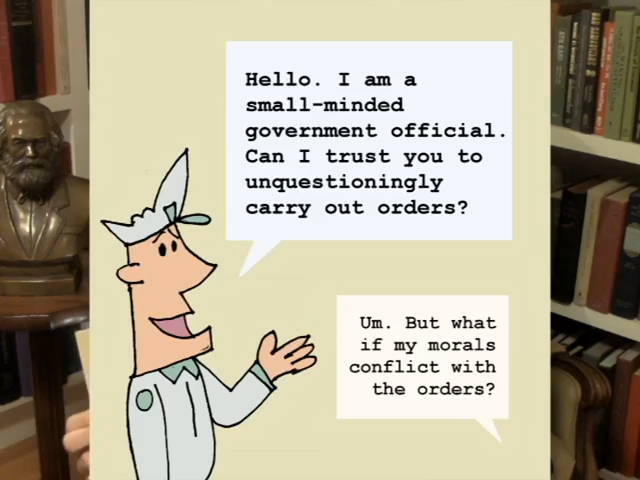 Hello. I am a
small-minded
government official.
Can I trust you to
unquestioningly
carry out orders?
Um. But what
if my morals
conflict with
the orders?